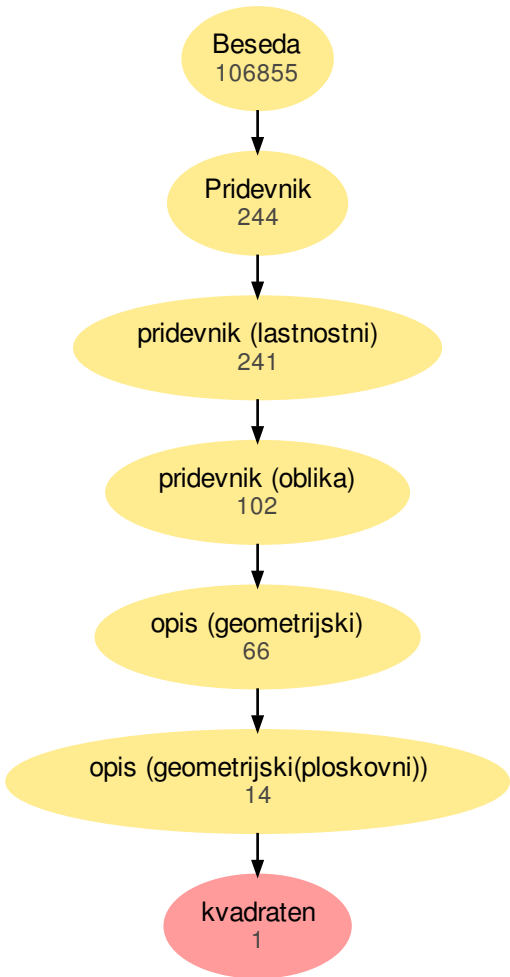 Beseda
106855
Pridevnik
244
pridevnik (lastnostni)
241
pridevnik (oblika)
102
opis (geometrijski)
66
opis (geometrijski(ploskovni))
14
kvadraten
1